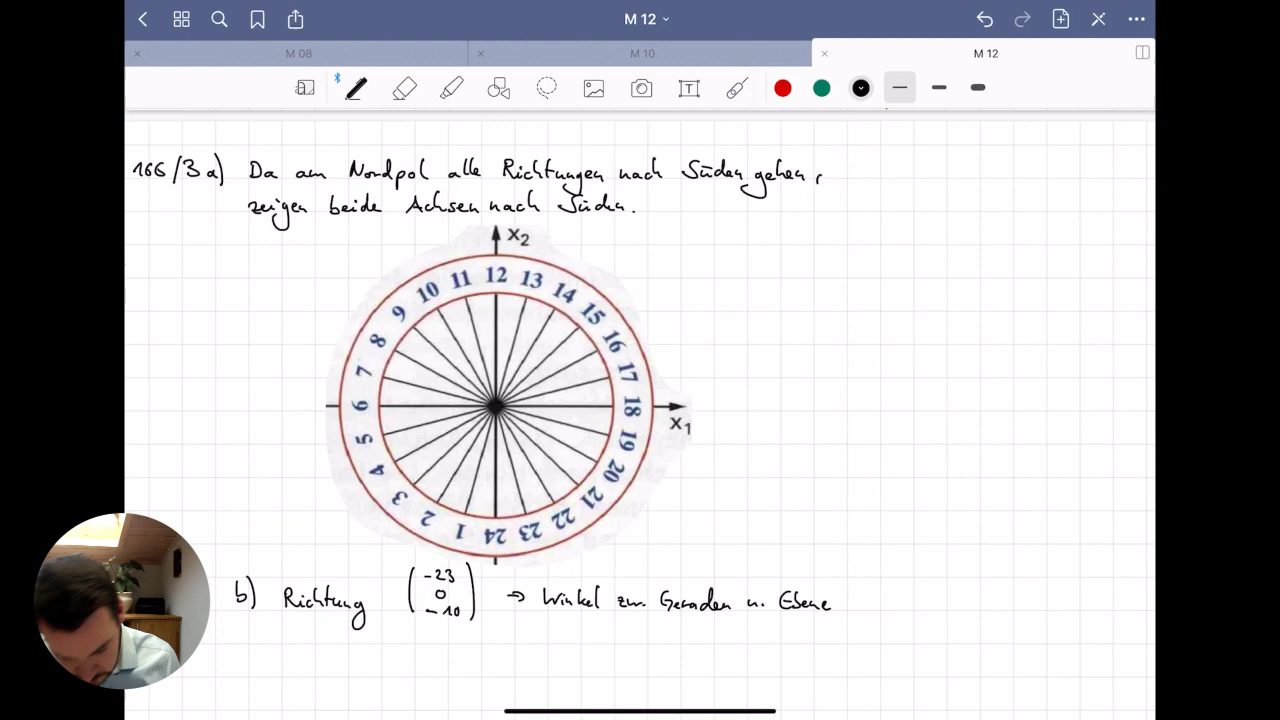 M 12
M 08
M 10
M 12
T
166/3 a) Da am Nordpol alle Richtungen nach Süden gehen,
zeigen beide Achsen nach Süden.
x2
12
11 13
10 14
9 15
8 16
7 17
6 18
x1
5 19
4 20
3 21
2 22
1 23
24
b) Richtung (-23 0 -10) ⇒ Winkel zw. Geraden u. Ebene